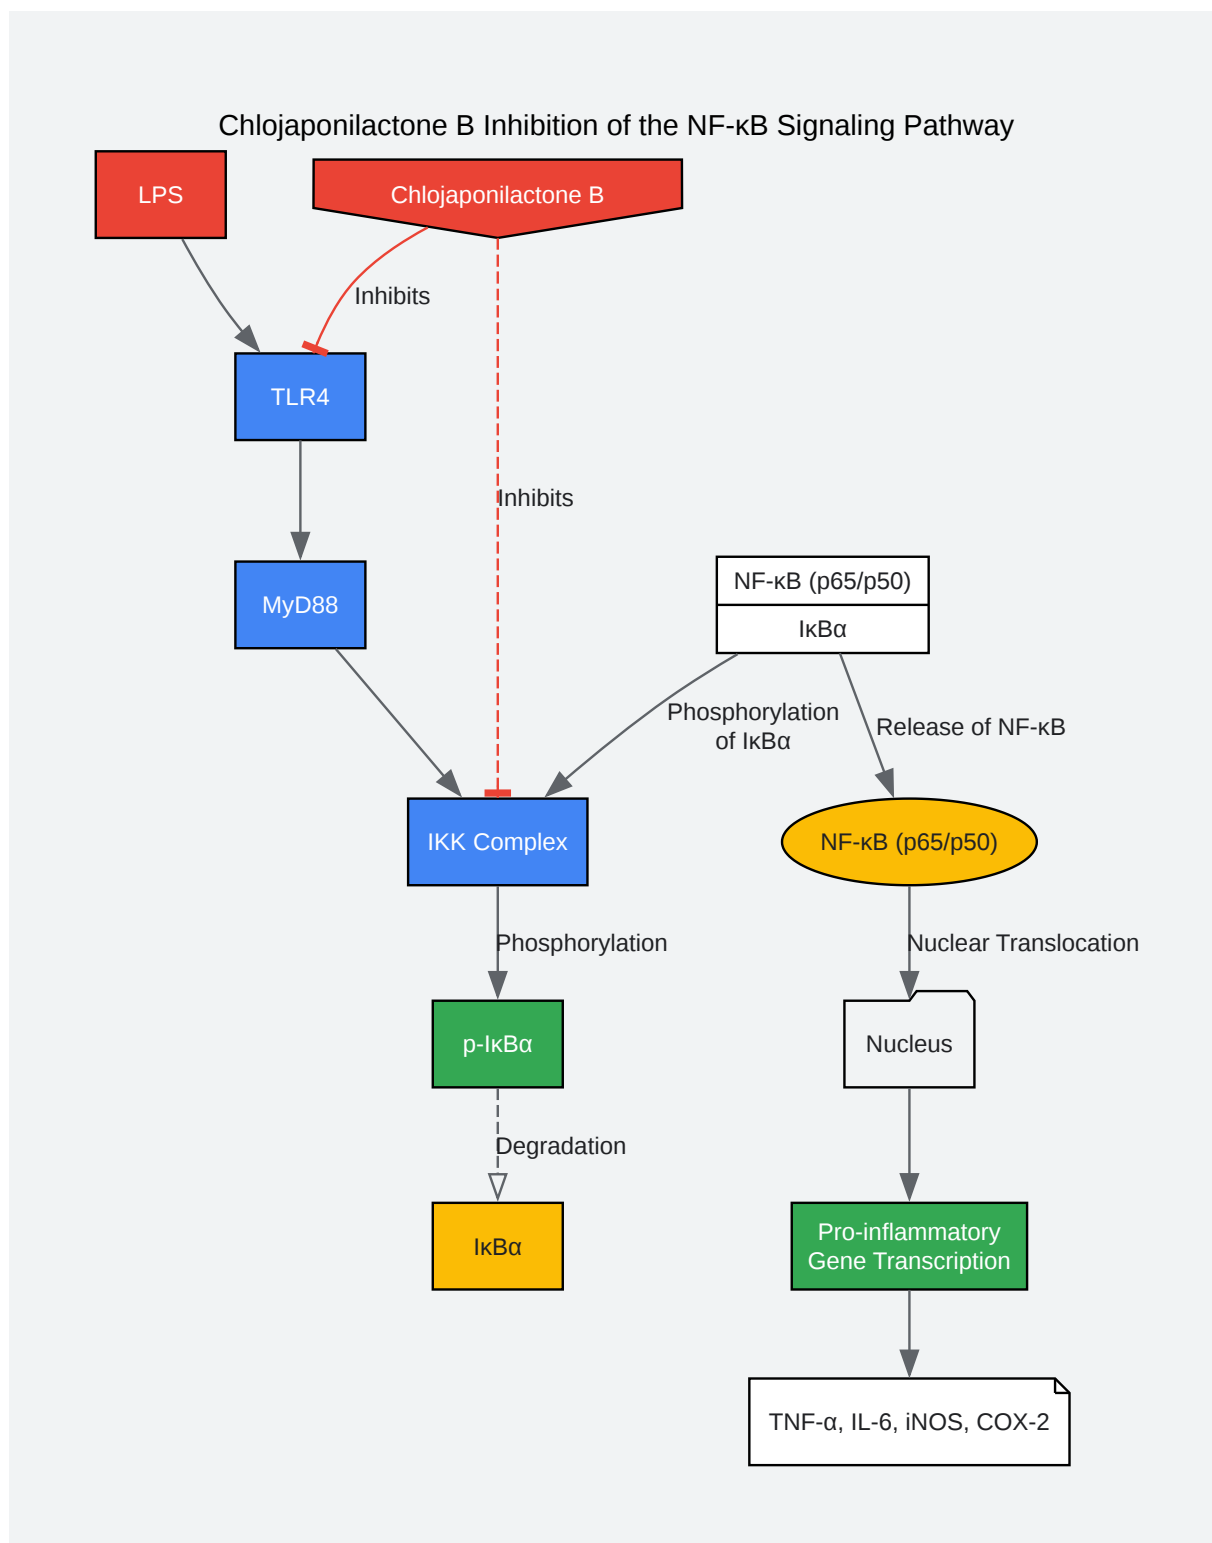 Chlojaponilactone B Inhibition of the NF-κB Signaling Pathway
LPS
Chlojaponilactone B
Inhibits
TLR4
Inhibits
MyD88
NF-κB (p65/p50)
IκBα
Phosphorylation
of IκBα
Release of NF-κB
IKK Complex
NF-κB (p65/p50)
Phosphorylation
Nuclear Translocation
p-IκBα
Nucleus
Degradation
IκBα
Pro-inflammatory
Gene Transcription
TNF-α, IL-6, iNOS, COX-2